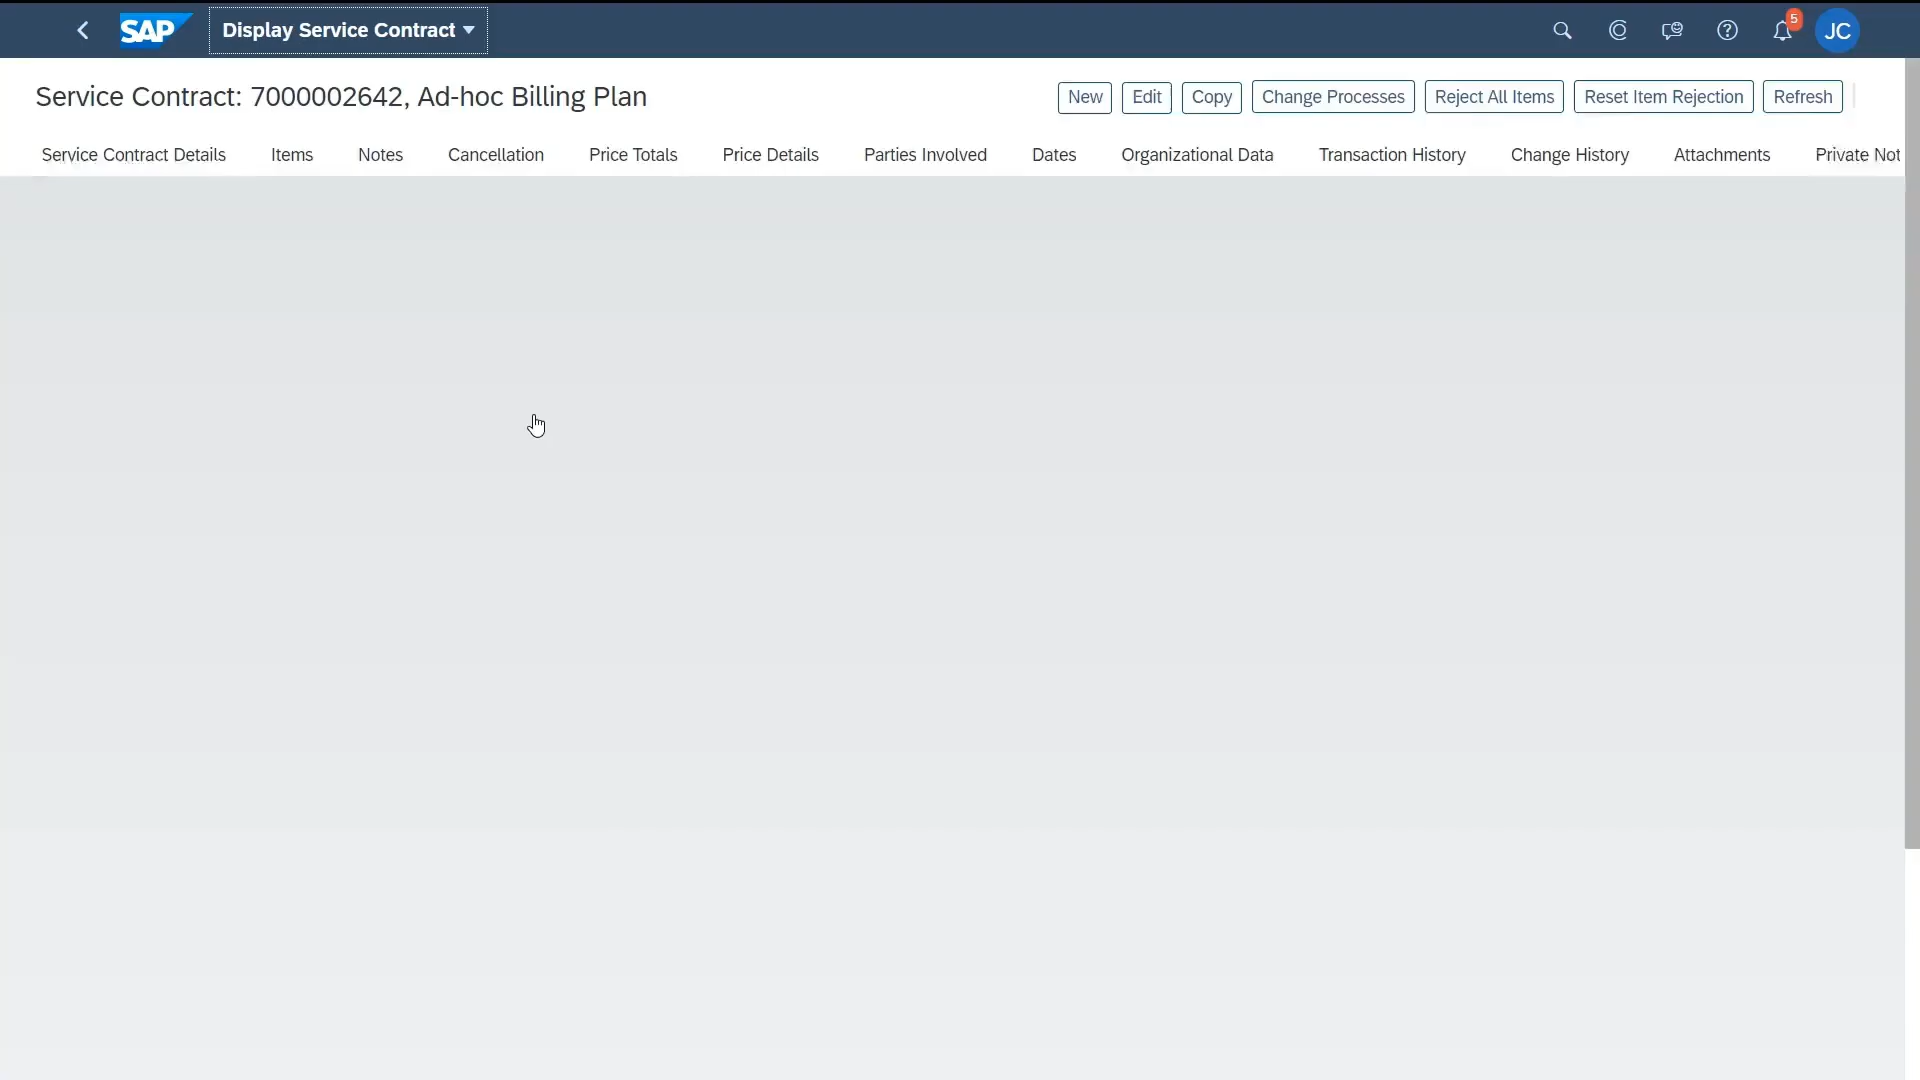 SAP Display Service Contract 5 JC
Service Contract: 7000002642, Ad-hoc Billing Plan New Edit Copy Change Processes Reject All Items Reset Item Rejection Refresh
Service Contract Details Items Notes Cancellation Price Totals Price Details Parties Involved Dates Organizational Data Transaction History Change History Attachments Private Not